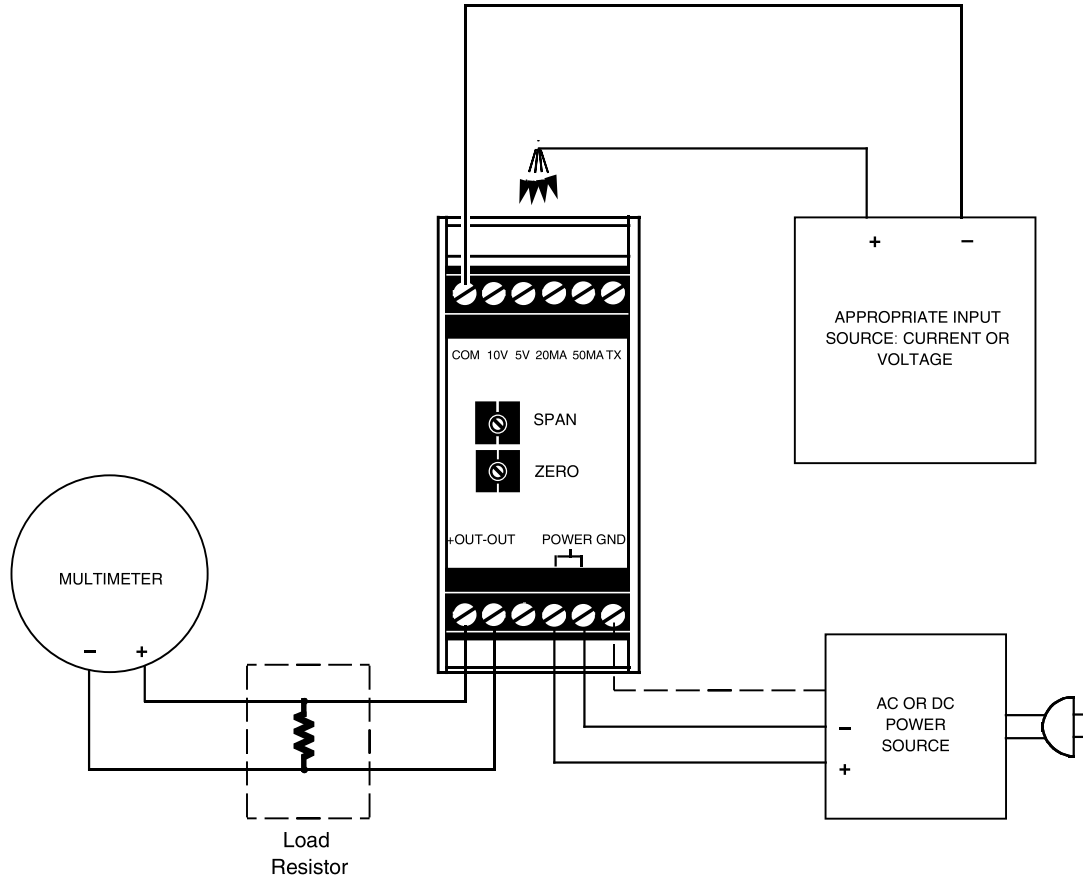 + −
APPROPRIATE INPUT
SOURCE: CURRENT OR
VOLTAGE
COM 10V 5V 20MA 50MA TX
SPAN
ZERO
+OUT-OUT POWER GND
MULTIMETER
− +
AC OR DC
POWER
SOURCE
−
+
Load
Resistor